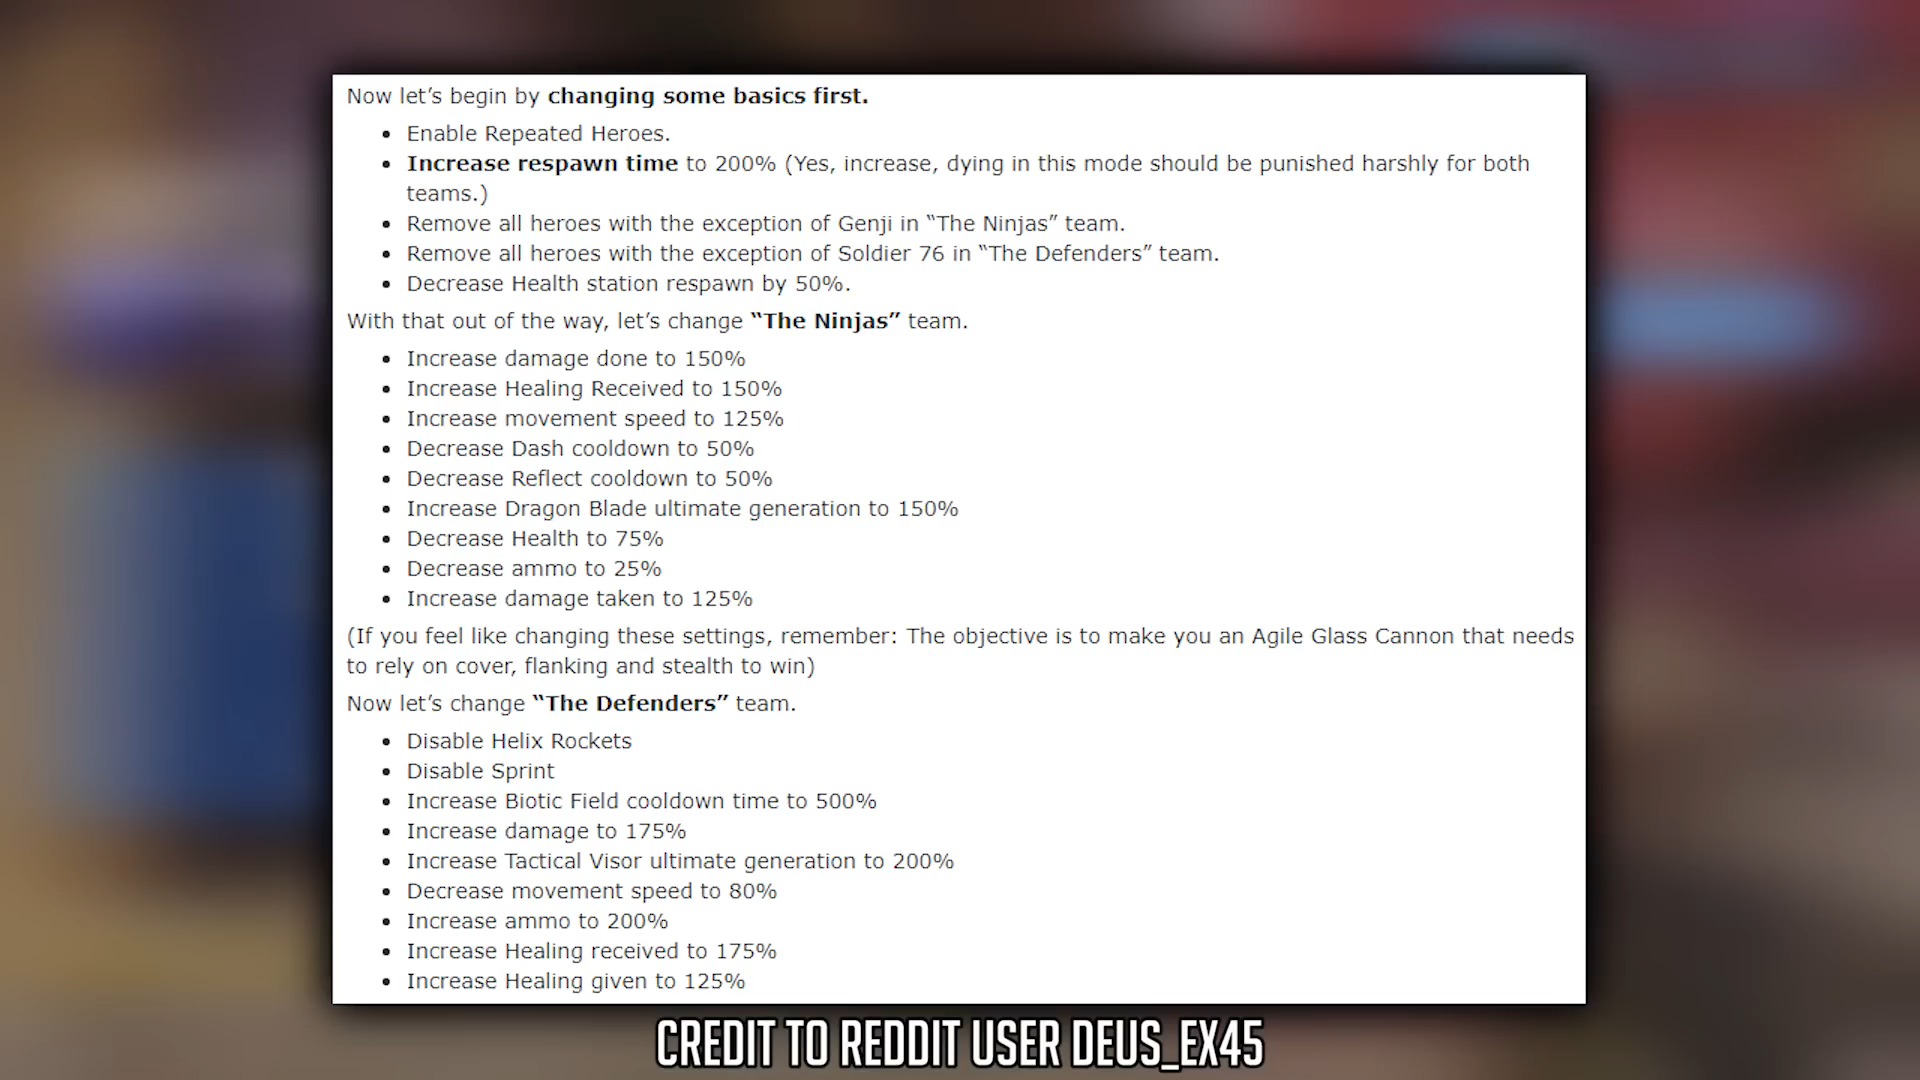 Now let’s begin by changing some basics first.
• Enable Repeated Heroes.
• Increase respawn time to 200% (Yes, increase, dying in this mode should be punished harshly for both
teams.)
• Remove all heroes with the exception of Genji in “The Ninjas” team.
• Remove all heroes with the exception of Soldier 76 in “The Defenders” team.
• Decrease Health station respawn by 50%.
With that out of the way, let’s change “The Ninjas” team.
• Increase damage done to 150%
• Increase Healing Received to 150%
• Increase movement speed to 125%
• Decrease Dash cooldown to 50%
• Decrease Reflect cooldown to 50%
• Increase Dragon Blade ultimate generation to 150%
• Decrease Health to 75%
• Decrease ammo to 25%
• Increase damage taken to 125%
(If you feel like changing these settings, remember: The objective is to make you an Agile Glass Cannon that needs
to rely on cover, flanking and stealth to win)
Now let’s change “The Defenders” team.
• Disable Helix Rockets
• Disable Sprint
• Increase Biotic Field cooldown time to 500%
• Increase damage to 175%
• Increase Tactical Visor ultimate generation to 200%
• Decrease movement speed to 80%
• Increase ammo to 200%
• Increase Healing received to 175%
• Increase Healing given to 125%
CREDIT TO REDDIT USER DEUS_EX45